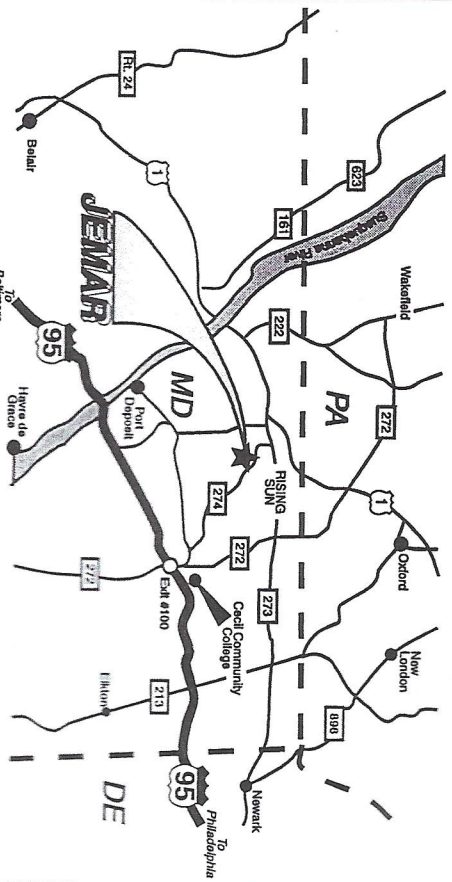 Rt. 24
Belair
1
623
161
Susquehanna River
Wakefield
222
272
PA
1
Oxford
New
London
896
JEMAR
MD
Port
Deposit
RISING
SUN
274
272
273
Cecil Community
College
To
95
Havre de
Grace
272
Exit #100
Elkton
213
95
To
Philadelphia
DE
Newark